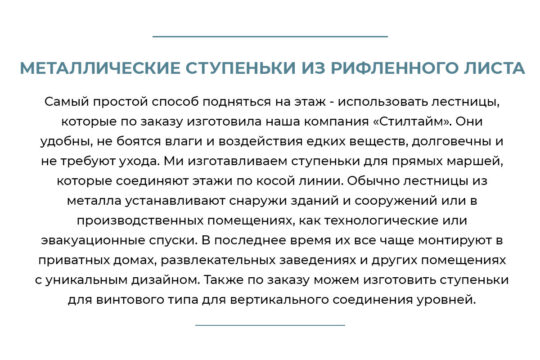 МЕТАЛЛИЧЕСКИЕ СТУПЕНЬКИ ИЗ РИФЛЕННОГО ЛИСТА
Самый простой способ подняться на этаж - использовать лестницы,
которые по заказу изготовила наша компания «Стилтайм». Они
удобны, не боятся влаги и воздействия едких веществ, долговечны и
не требуют ухода. Мы изготавливаем ступеньки для прямых маршей,
которые соединяют этажи по косой линии. Обычно лестницы из
металла устанавливают снаружи зданий и сооружений или в
производственных помещениях, как технологические или
эвакуационные спуски. В последнее время их все чаще монтируют в
приватных домах, развлекательных заведениях и других помещениях
с уникальным дизайном. Также по заказу можем изготовить ступеньки
для винтового типа для вертикального соединения уровней.